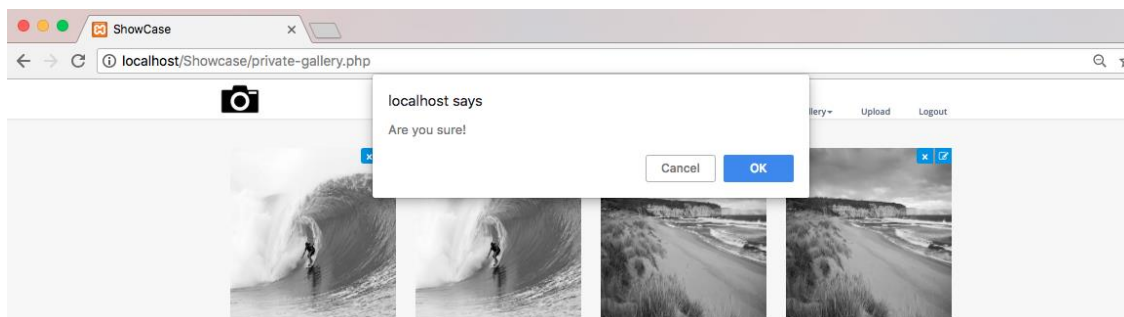 ShowCase
localhost/Showcase/private-gallery.php
localhost says
Are you sure!
Cancel OK
Upload Logout